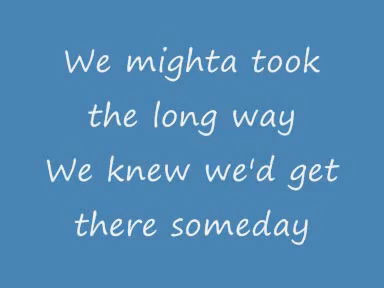 We mighta took
the long way
We knew we'd get
there someday